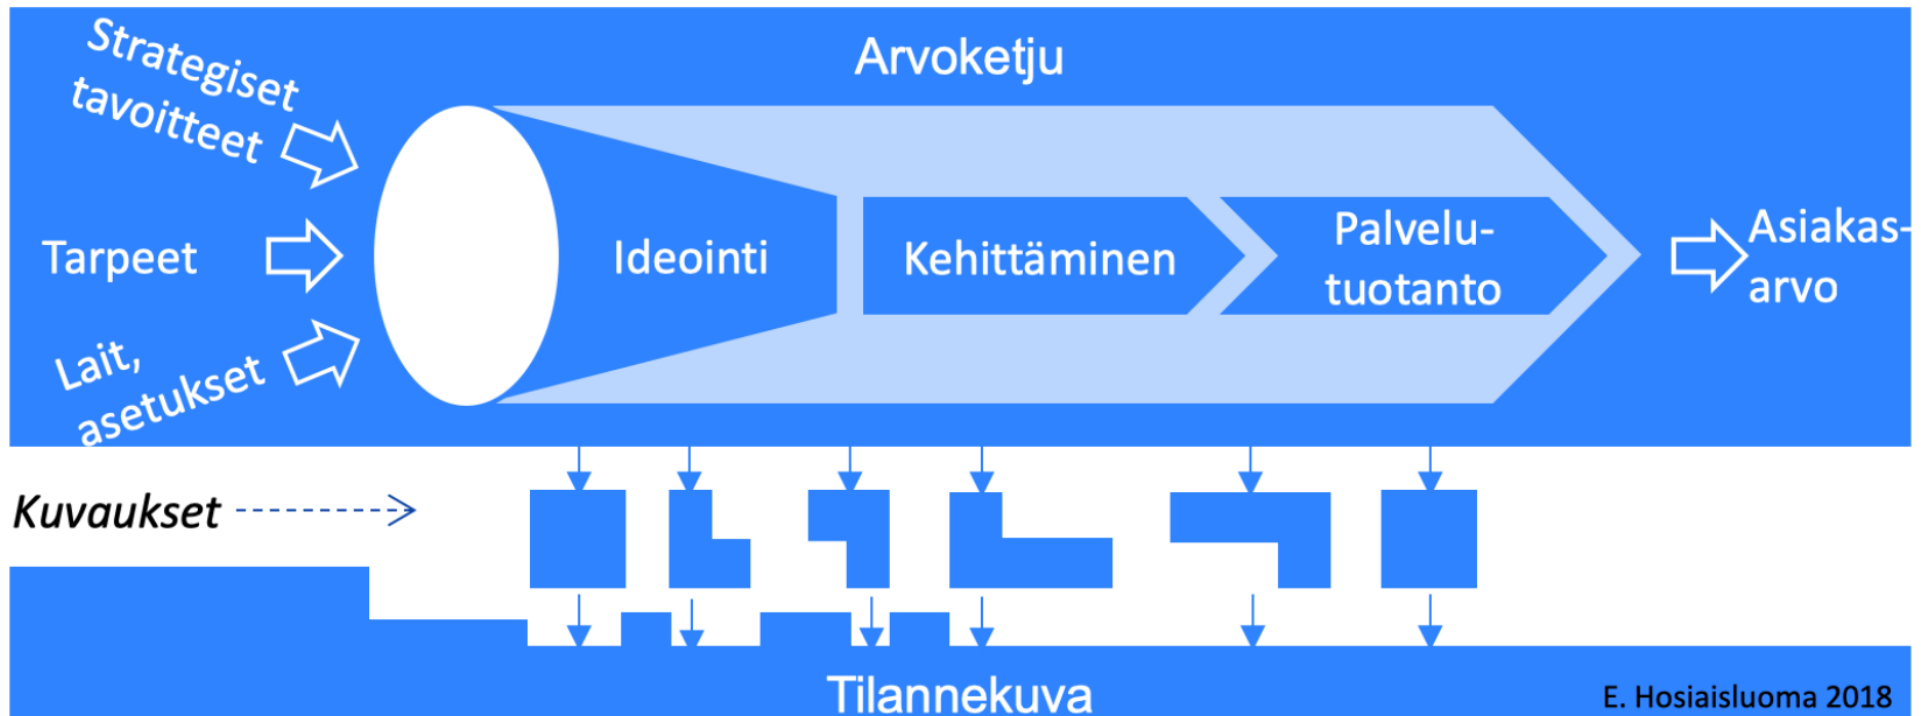 Arvoketju
Strategiset
tavoitteet
Tarpeet
Lait,
asetukset
Ideointi
Kehittäminen
Palvelu-
tuotanto
Asiakas-
arvo
Kuvaukset
Tilannekuva
E. Hosiaisluoma 2018